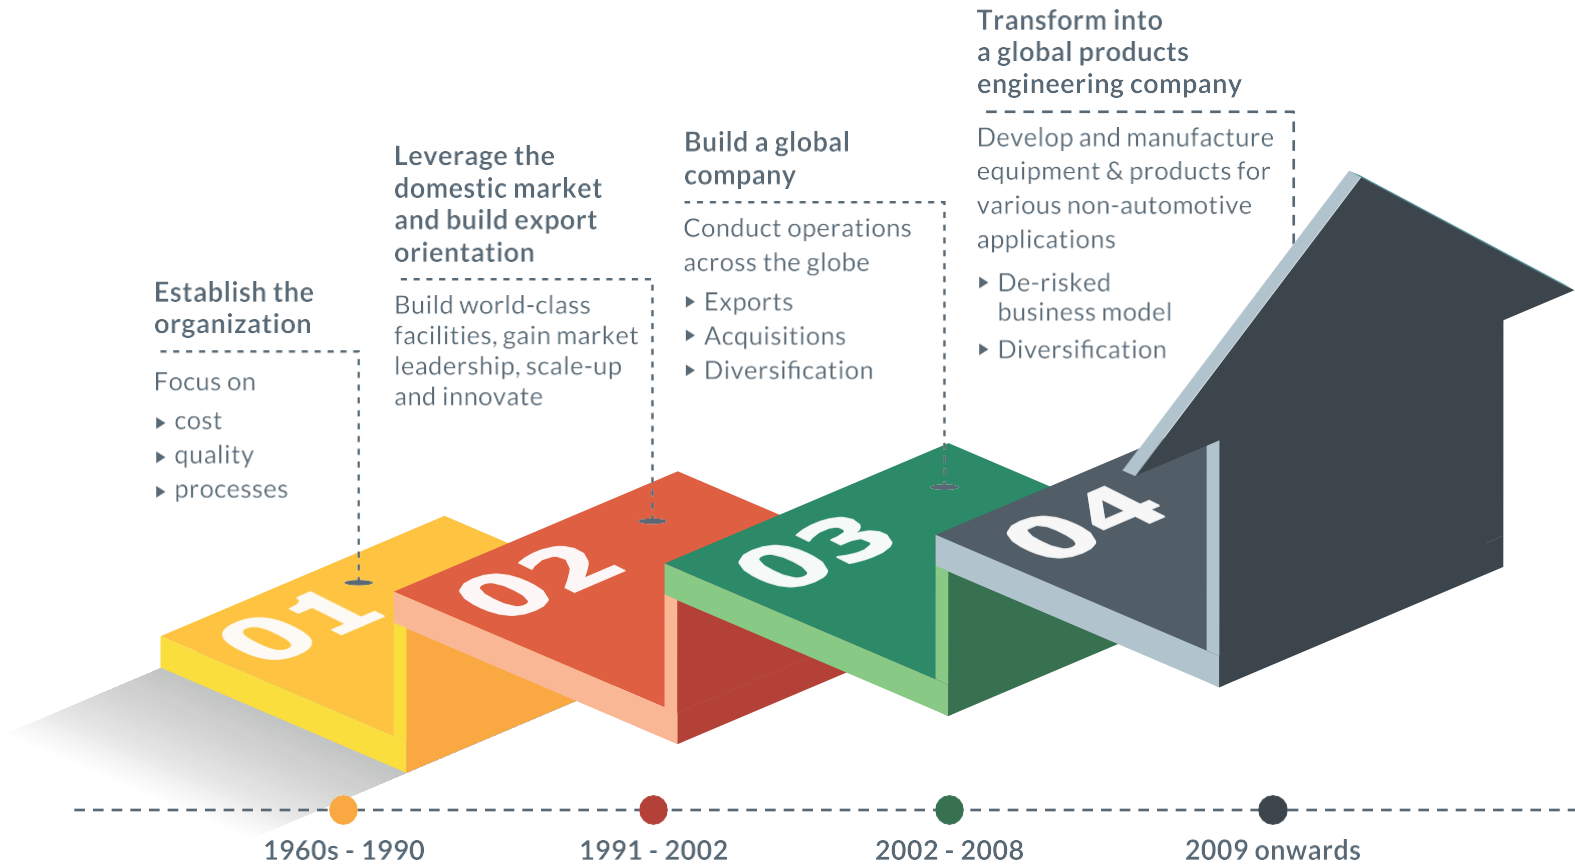 Establish the
organization
Focus on
cost
quality
processes
01
Leverage the
domestic market
and build export
orientation
Build world-class
facilities, gain market
leadership, scale-up
and innovate
02
Build a global
company
Conduct operations
across the globe
Exports
Acquisitions
Diversification
03
Transform into
a global products
engineering company
Develop and manufacture
equipment & products for
various non-automotive
applications
De-risked
business model
Diversification
04
1960s - 1990
1991 - 2002
2002 - 2008
2009 onwards